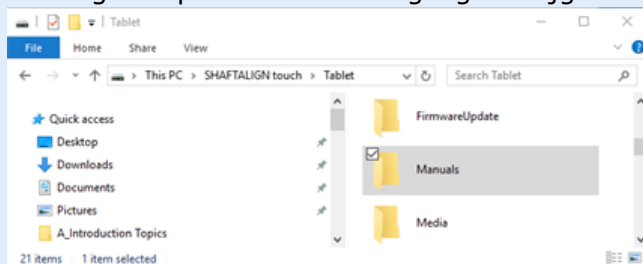 Tablet
File Home Share View
This PC > SHAFTALIGN touch > Tablet
Search Tablet
Quick access
Desktop
Downloads
Documents
Pictures
A_Introduction Topics
FirmwareUpdate
Manuals
Media
21 items 1 item selected